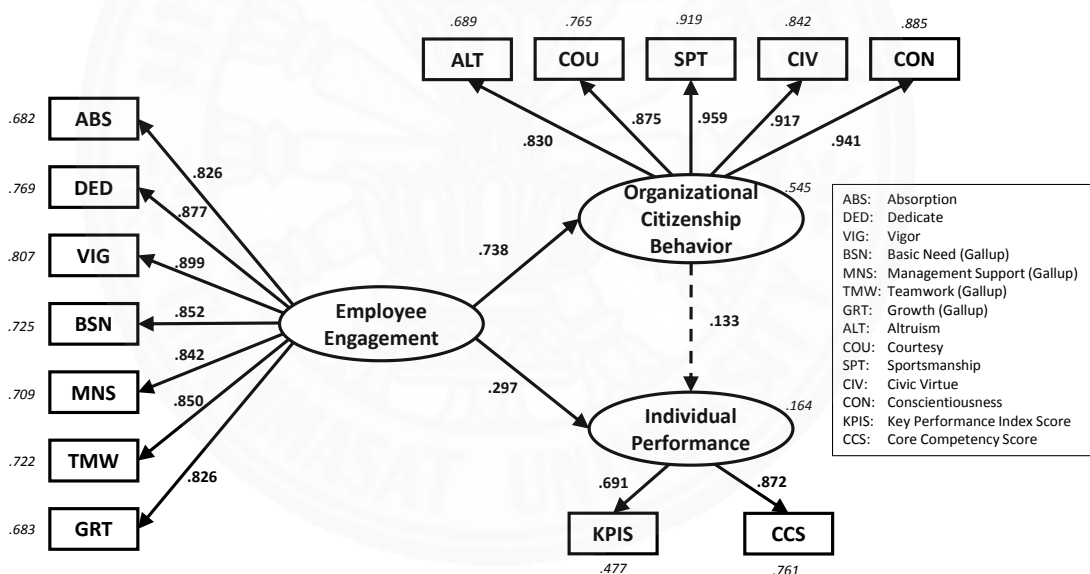 .689
.765
.919
.842
.885
ALT
COU
SPT
CIV
CON
.830
.875
.959
.917
.941
.682
ABS
.769
DED
.807
VIG
.725
BSN
.709
MNS
.722
TMW
.683
GRT
.826
.877
.899
.852
.842
.850
.826
Employee
Engagement
.738
.297
Organizational
Citizenship
Behavior
.545
.133
Individual
Performance
.164
.691
.872
KPIS
CCS
.477
.761
ABS: Absorption
DED: Dedicate
VIG: Vigor
BSN: Basic Need (Gallup)
MNS: Management Support (Gallup)
TMW: Teamwork (Gallup)
GRT: Growth (Gallup)
ALT: Altruism
COU: Courtesy
SPT: Sportsmanship
CIV: Civic Virtue
CON: Conscientiousness
KPIS: Key Performance Index Score
CCS: Core Competency Score